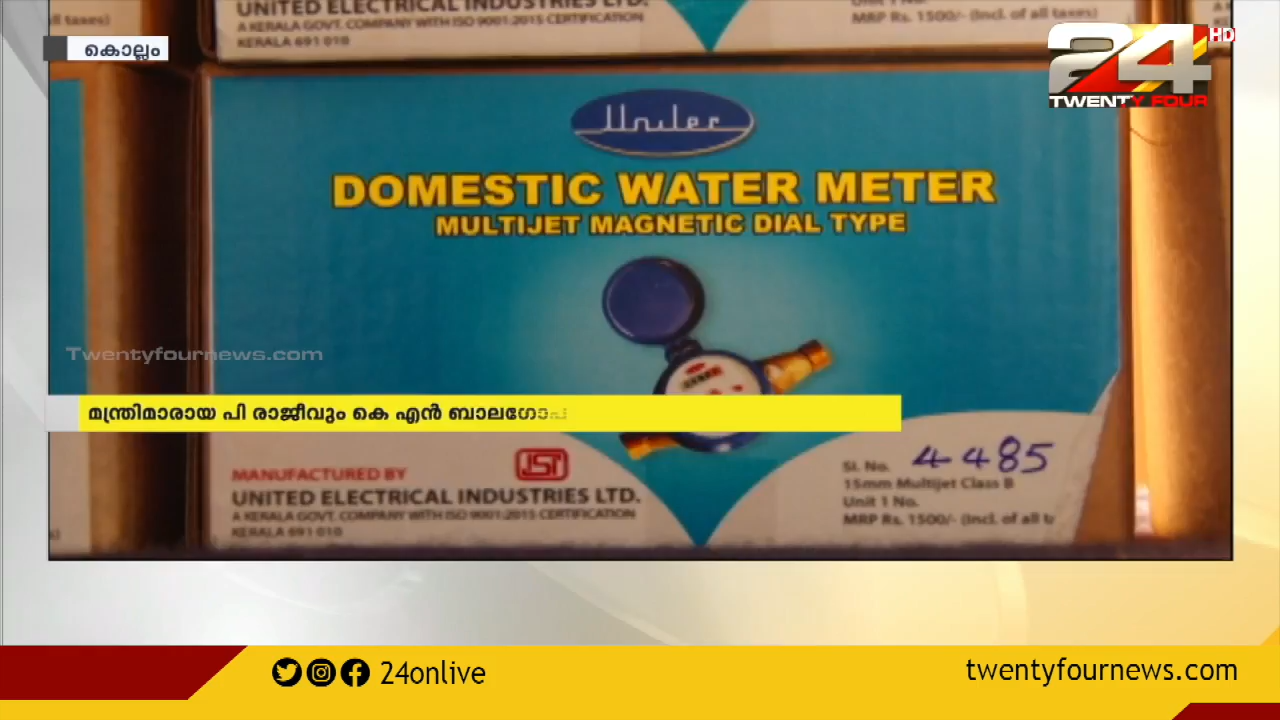 UNITED ELECTRICAL INDUSTRIES LTD.
A KERALA GOVT. COMPANY WITH ISO 9001:2015 CERTIFICATION
KERALA 691 010
MRP Rs. 1500/- (Incl. of all taxes)
കൊല്ലം
24 HD
TWENTY FOUR
Uniler
DOMESTIC WATER METER
MULTIJET MAGNETIC DIAL TYPE
Twentyfournews.com
മന്ത്രിമാരായ പി രാജീവും കെ എൻ ബാലഗോപ
MANUFACTURED BY
UNITED ELECTRICAL INDUSTRIES LTD.
A KERALA GOVT. COMPANY WITH ISO 9001:2015 CERTIFICATION
KERALA 691 010
Sl. No. 4485
15mm Multijet Class B
Unit 1 No.
MRP Rs. 1500/- (Incl. of all t
24onlive
twentyfournews.com